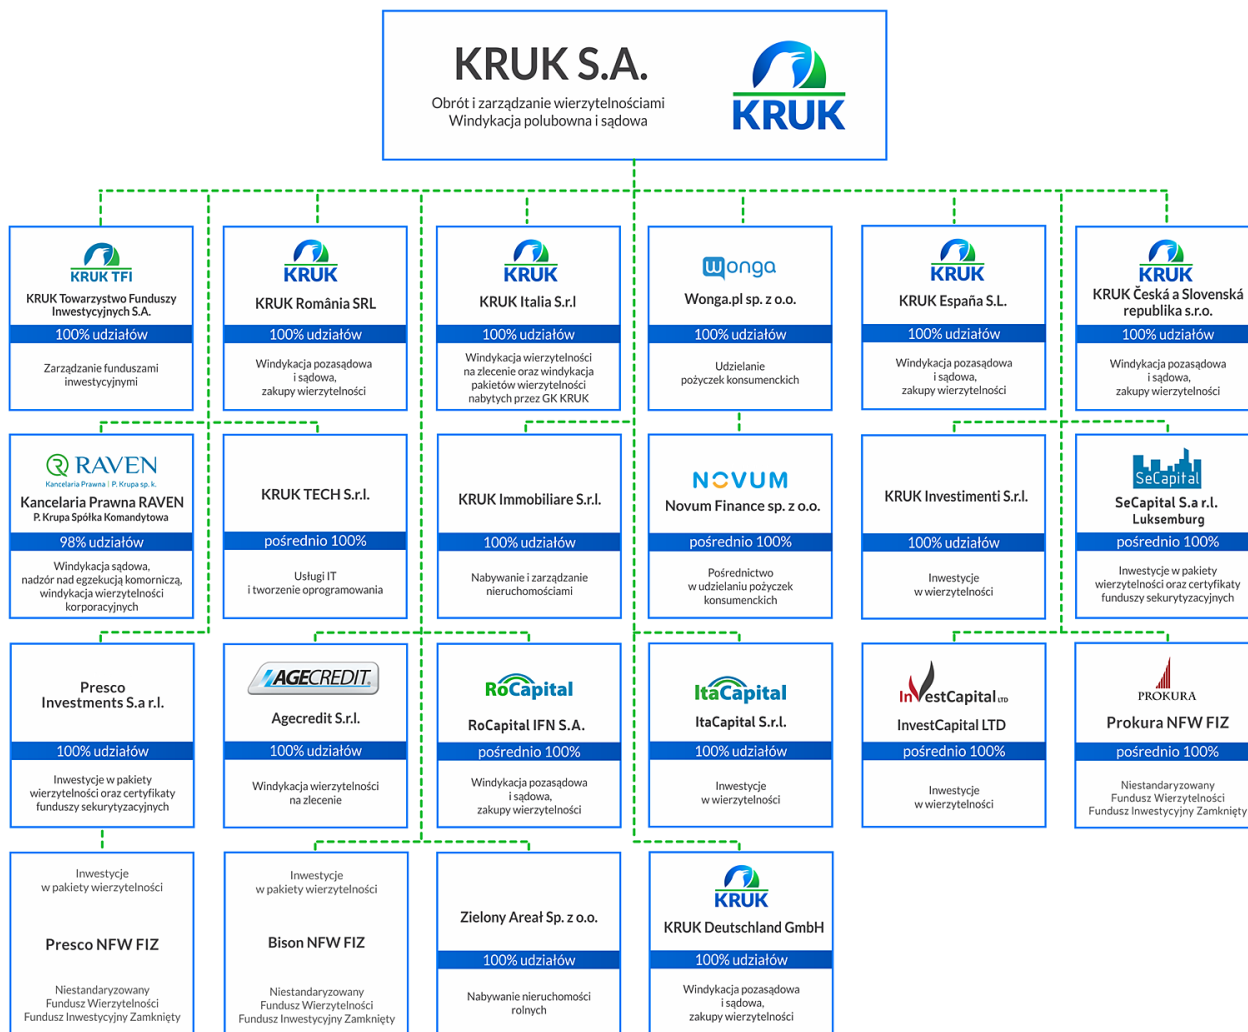 KRUK S.A.
Obrót i zarządzanie wierzytelnościami
Windykacja polubowna i sądowa
KRUK
KRUK TFI
KRUK Towarzystwo Funduszy
Inwestycyjnych S.A.
100% udziałów
Zarządzanie funduszami
inwestycyjnymi
KRUK
KRUK România SRL
100% udziałów
Windykacja pozasądowa
i sądowa,
zakupy wierzytelności
KRUK
KRUK Italia S.r.l
100% udziałów
Windykacja wierzytelności
na zlecenie oraz windykacja
pakietów wierzytelności
nabytych przez GK KRUK
wonga
Wonga.pl sp. z o.o.
100% udziałów
Udzielanie
pożyczek konsumenckich
KRUK
KRUK España S.L.
100% udziałów
Windykacja pozasądowa
i sądowa,
zakupy wierzytelności
KRUK
KRUK Česká a Slovenská
republika s.r.o.
100% udziałów
Windykacja pozasądowa
i sądowa,
zakupy wierzytelności
RAVEN
Kancelaria Prawna | P. Krupa sp. k.
Kancelaria Prawna RAVEN
P. Krupa Spółka Komandytowa
98% udziałów
Windykacja sądowa,
nadzór nad egzekucją komorniczą,
windykacja wierzytelności
korporacyjnych
KRUK TECH S.r.l.
pośrednio 100%
Usługi IT
i tworzenie oprogramowania
KRUK Immobiliare S.r.l.
100% udziałów
Nabywanie i zarządzanie
nieruchomościami
NOVUM
Novum Finance sp. z o.o.
pośrednio 100%
Pośrednictwo
w udzielaniu pożyczek
konsumenckich
KRUK Investimenti S.r.l.
100% udziałów
Inwestycje
w wierzytelności
SeCapital
SeCapital S.a r.l.
Luksemburg
pośrednio 100%
Inwestycje w pakiety
wierzytelności oraz certyfikaty
funduszy sekurytyzacyjnych
Presco
Investments S.a r.l.
100% udziałów
Inwestycje w pakiety
wierzytelności oraz certyfikaty
funduszy sekurytyzacyjnych
AGECREDIT
Agecredit S.r.l.
100% udziałów
Windykacja wierzytelności
na zlecenie
RoCapital
RoCapital IFN S.A.
pośrednio 100%
Windykacja pozasądowa
i sądowa,
zakupy wierzytelności
ItaCapital
ItaCapital S.r.l.
100% udziałów
Inwestycje
w wierzytelności
InvestCapital LTD
InvestCapital LTD
pośrednio 100%
Inwestycje
w wierzytelności
PROKURA
Prokura NFW FIZ
pośrednio 100%
Niestandaryzowany
Fundusz Wierzytelności
Fundusz Inwestycyjny Zamknięty
Inwestycje
w pakiety wierzytelności
Presco NFW FIZ
Niestandaryzowany
Fundusz Wierzytelności
Fundusz Inwestycyjny Zamknięty
Inwestycje
w pakiety wierzytelności
Bison NFW FIZ
Niestandaryzowany
Fundusz Wierzytelności
Fundusz Inwestycyjny Zamknięty
Zielony Areał Sp. z o.o.
100% udziałów
Nabywanie nieruchomości
rolnych
KRUK
KRUK Deutschland GmbH
100% udziałów
Windykacja pozasądowa
i sądowa,
zakupy wierzytelności